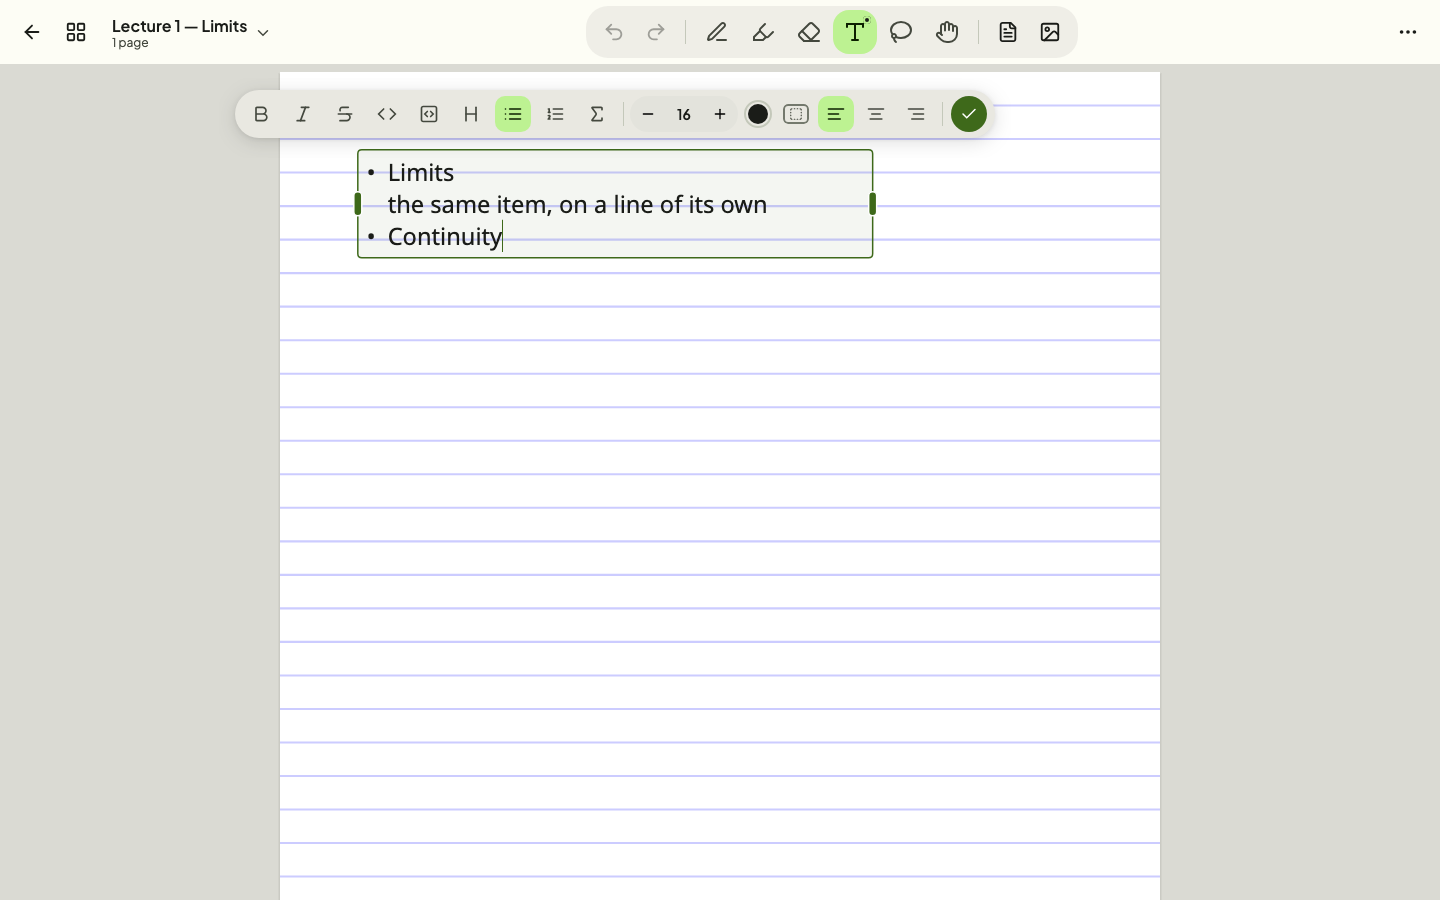 Lecture 1 — Limits
1 page
16
• Limits
the same item, on a line of its own
• Continuity